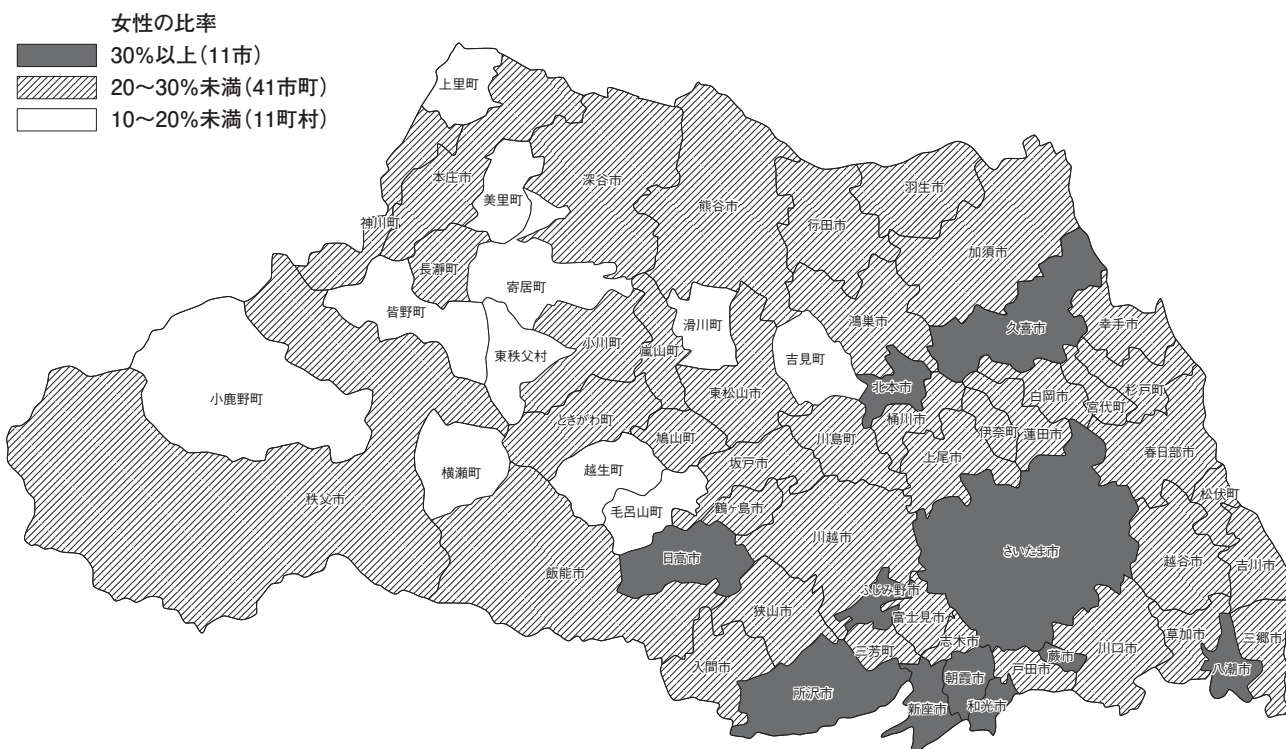 女性の比率
30%以上(11市)
20〜30%未満(41市町)
10〜20%未満(11町村)
上里町
本庄市
美里町
深谷市
神川町
熊谷市
行田市
羽生市
加須市
長瀞町
寄居町
皆野町
東秩父村
小川町
嵐山町
滑川町
吉見町
鴻巣市
久喜市
幸手市
北本市
小鹿野町
ときがわ町
東松山市
桶川市
白岡市
杉戸町
宮代町
伊奈町
蓮田市
鳩山町
川島町
上尾市
春日部市
横瀬町
越生町
坂戸市
松伏町
秩父市
毛呂山町
鶴ヶ島市
川越市
さいたま市
日高市
飯能市
越谷市
吉川市
ふじみ野市
狭山市
富士見市
志木市
三芳町
入間市
草加市
三郷市
川口市
蕨市
戸田市
八潮市
所沢市
朝霞市
新座市
和光市